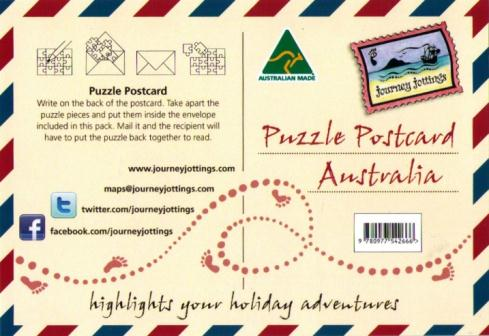 Puzzle Postcard
Write on the back of the postcard. Take apart the
puzzle pieces and put them inside the envelope
included in this pack. Mail it and the recipient will
have to put the puzzle back together to read.
www.journeyjottings.com
maps@journeyjottings.com
twitter.com/journeyjottings
facebook.com/journeyjottings
AUSTRALIAN MADE
Journey Jottings
Puzzle Postcard
Australia
9 780977 542666 >
highlights your holiday adventures